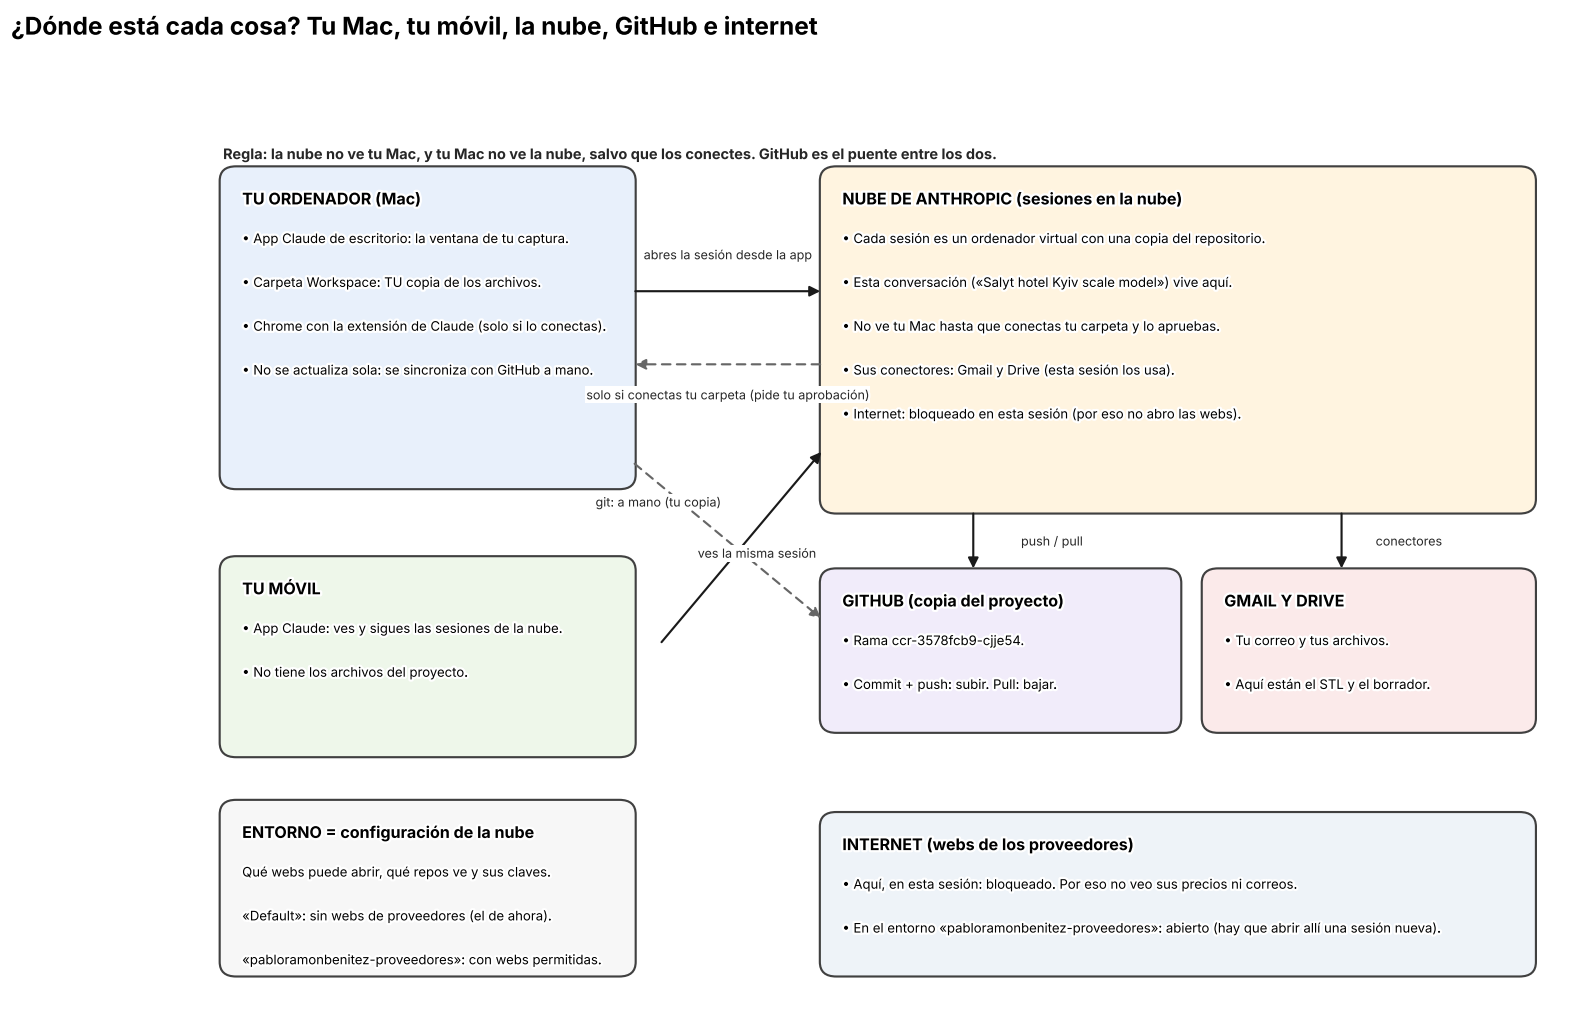 ¿Dónde está cada cosa? Tu Mac, tu móvil, la nube, GitHub e internet
Regla: la nube no ve tu Mac, y tu Mac no ve la nube, salvo que los conectes. GitHub es el puente entre los dos.
TU ORDENADOR (Mac)
• App Claude de escritorio: la ventana de tu captura.
• Carpeta Workspace: TU copia de los archivos.
• Chrome con la extensión de Claude (solo si lo conectas).
• No se actualiza sola: se sincroniza con GitHub a mano.
abres la sesión desde la app
solo si conectas tu carpeta (pide tu aprobación)
NUBE DE ANTHROPIC (sesiones en la nube)
• Cada sesión es un ordenador virtual con una copia del repositorio.
• Esta conversación («Salyt hotel Kyiv scale model») vive aquí.
• No ve tu Mac hasta que conectas tu carpeta y lo apruebas.
• Sus conectores: Gmail y Drive (esta sesión los usa).
• Internet: bloqueado en esta sesión (por eso no abro las webs).
git: a mano (tu copia)
ves la misma sesión
push / pull
conectores
TU MÓVIL
• App Claude: ves y sigues las sesiones de la nube.
• No tiene los archivos del proyecto.
GITHUB (copia del proyecto)
• Rama ccr-3578fcb9-cjje54.
• Commit + push: subir. Pull: bajar.
GMAIL Y DRIVE
• Tu correo y tus archivos.
• Aquí están el STL y el borrador.
ENTORNO = configuración de la nube
Qué webs puede abrir, qué repos ve y sus claves.
«Default»: sin webs de proveedores (el de ahora).
«pabloramonbenitez-proveedores»: con webs permitidas.
INTERNET (webs de los proveedores)
• Aquí, en esta sesión: bloqueado. Por eso no veo sus precios ni correos.
• En el entorno «pabloramonbenitez-proveedores»: abierto (hay que abrir allí una sesión nueva).